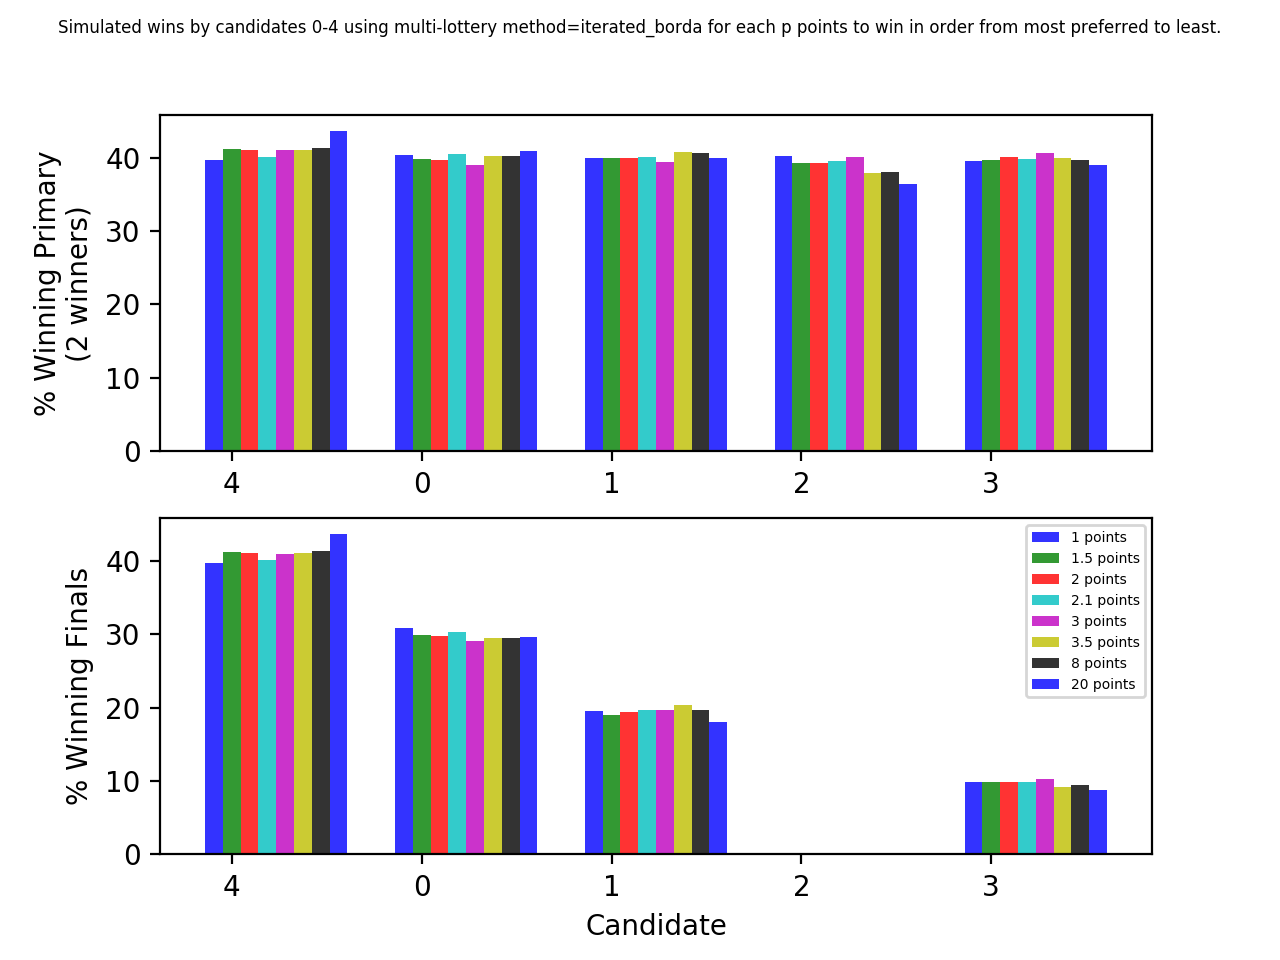 Simulated wins by candidates 0-4 using multi-lottery method=iterated_borda for each p points to win in order from most preferred to least.
% Winning Primary
(2 winners)
40
30
20
10
0
4 0 1 2 3
% Winning Finals
40
30
20
10
0
1 points
1.5 points
2 points
2.1 points
3 points
3.5 points
8 points
20 points
4 0 1 2 3
Candidate